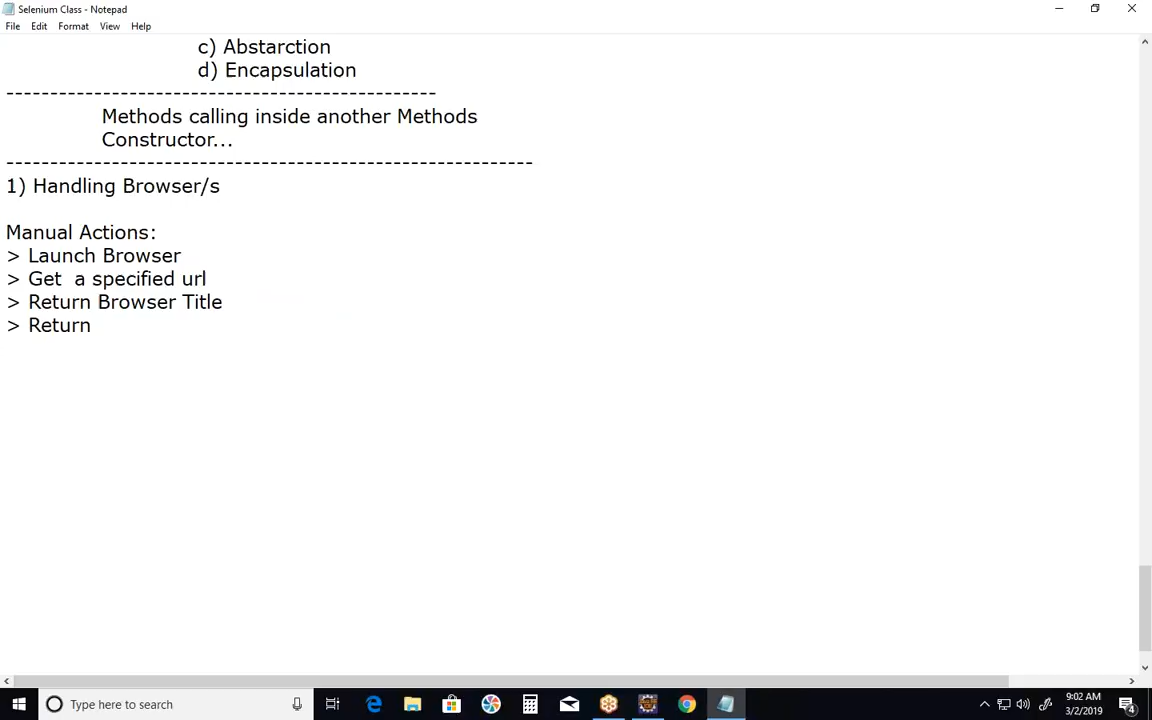 Selenium Class - Notepad
File Edit Format View Help
c) Abstarction
d) Encapsulation
-------------------------------------------------
Methods calling inside another Methods
Constructor...
------------------------------------------------------------
1) Handling Browser/s
Manual Actions:
> Launch Browser
> Get  a specified url
> Return Browser Title
> Return
Type here to search
9:02 AM
3/2/2019
4